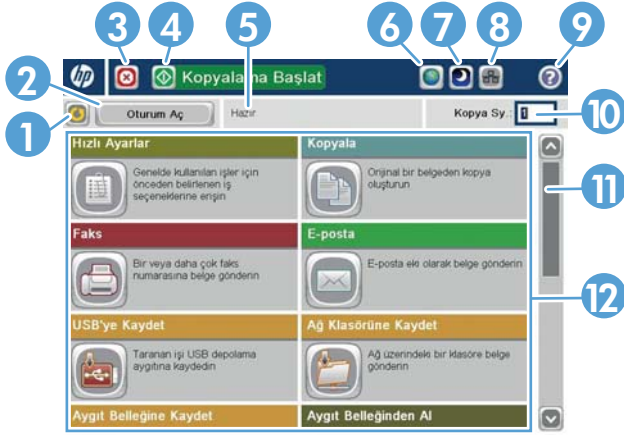 3
4
5
6
7
8
9
hp
Kopyalama Başlat
2
1
Oturum Aç
Hazır
Kopya Sy.:
1
10
Hızlı Ayarlar
Genelde kullanılan işler için
önceden belirlenen iş
seçeneklerine erişin
Kopyala
Orijinal bir belgeden kopya
oluşturun
11
Faks
Bir veya daha çok faks
numarasına belge gönderin
E-posta
E-posta eki olarak belge gönderin
12
USB'ye Kaydet
Taranan işi USB depolama
aygıtına kaydedin
Ağ Klasörüne Kaydet
Ağ üzerindeki bir klasöre belge
gönderin
Aygıt Belleğine Kaydet
Aygıt Belleğinden Al